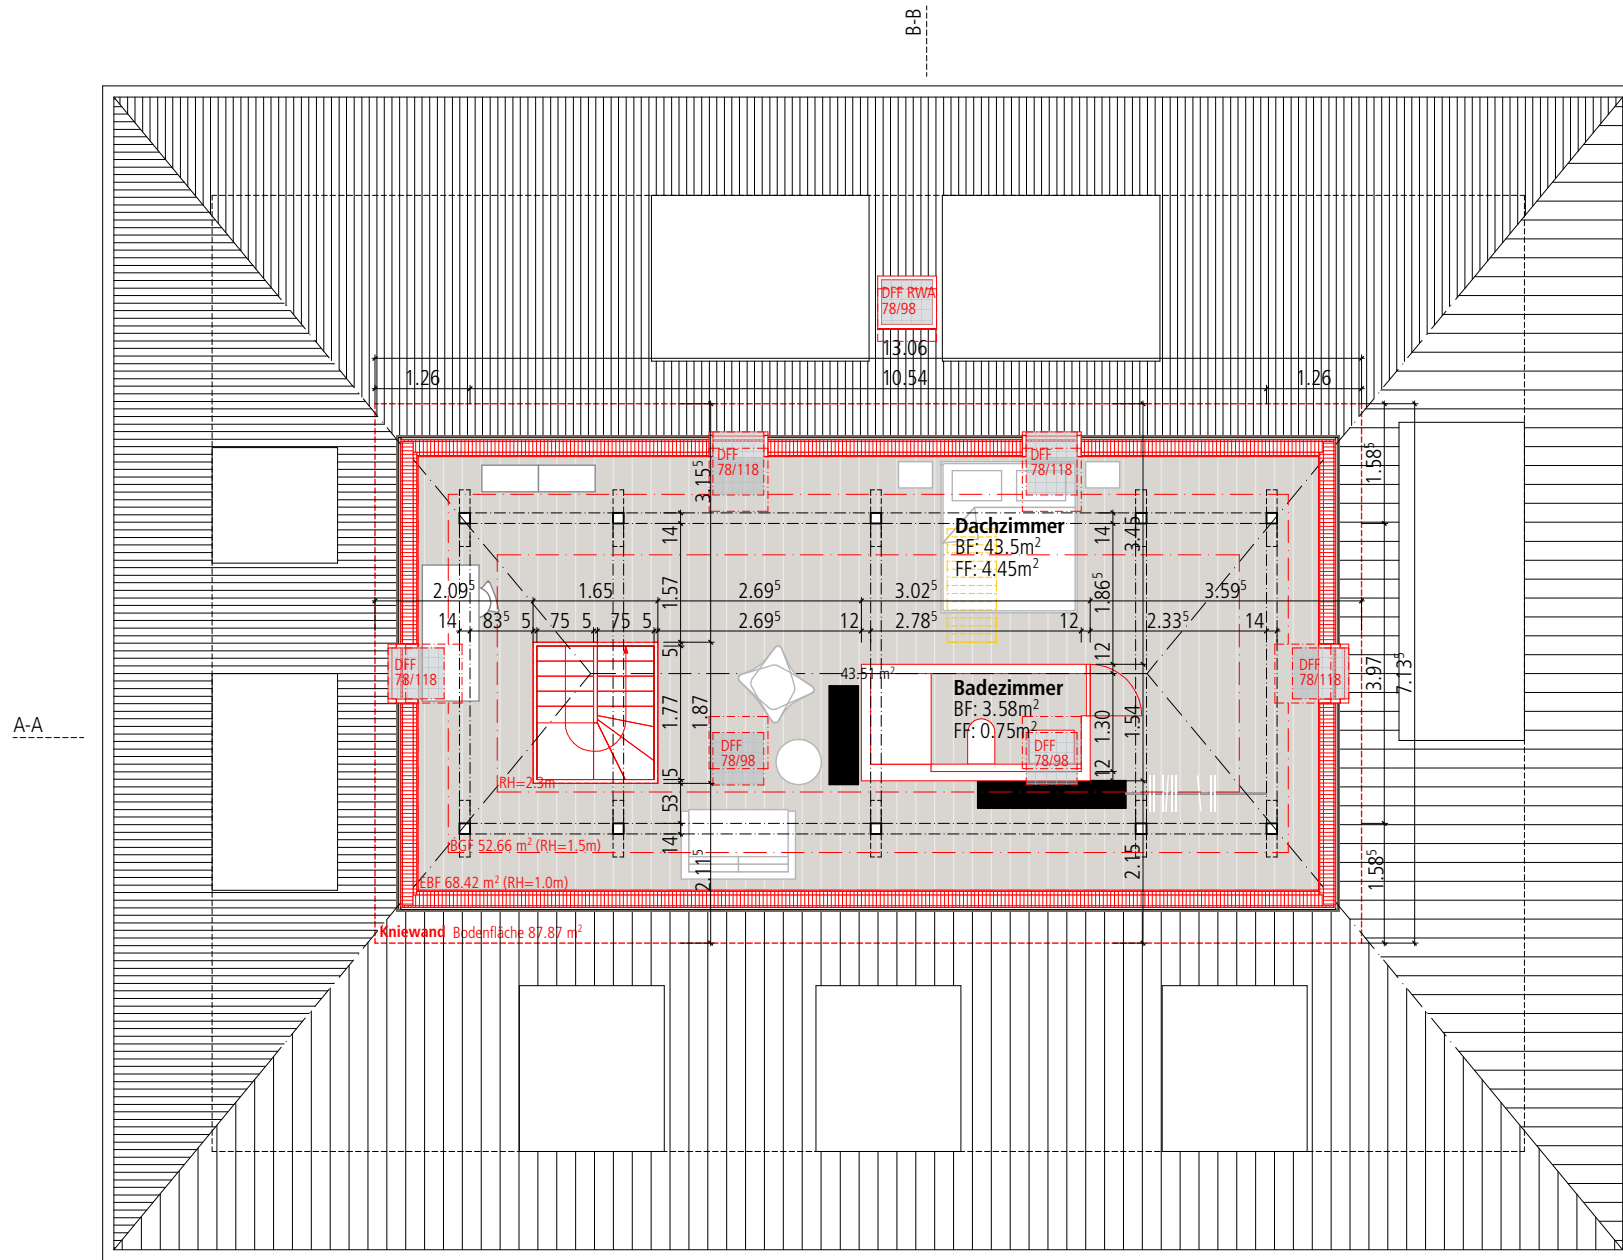 B-B
DFF RWA
78/98
13.06
1.26
10.54
1.26
DFF
78/118
DFF
78/118
3.15⁵
1.58⁵
14
14
3.45
Dachzimmer
BF: 43.5m²
FF: 4.45m²
2.09⁵
1.65
1.57
2.69⁵
3.02⁵
1.86⁵
3.59⁵
14
83⁵
5
75
5
75
5
2.69⁵
12
2.78⁵
12
2.33⁵
14
5
12
DFF
78/118
43.51 m²
DFF
78/118
3.97
7.13⁵
Badezimmer
BF: 3.58m²
FF: 0.75m²
A-A
1.77
1.87
1.30
1.54
DFF
78/98
DFF
78/98
5
12
RH=2.3m
53
14
BGF 52.66 m² (RH=1.5m)
2.11⁵
2.15
1.58⁵
EBF 68.42 m² (RH=1.0m)
Kniewand Bodenfläche 87.87 m²